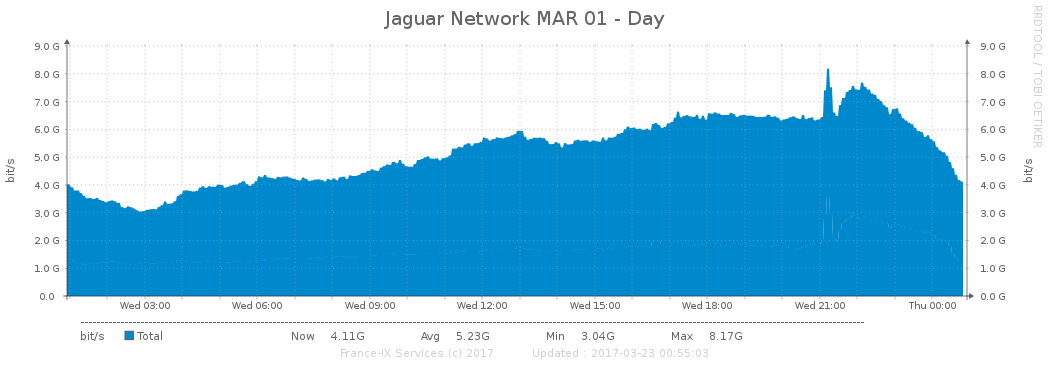 Jaguar Network MAR 01 - Day
RRDTOOL / TOBI OETIKER
9.0 G 9.0 G
8.0 G 8.0 G
7.0 G 7.0 G
6.0 G 6.0 G
5.0 G 5.0 G
4.0 G 4.0 G
3.0 G 3.0 G
2.0 G 2.0 G
1.0 G 1.0 G
0.0 0.0 G
bit/s
bit/s
Wed 03:00 Wed 06:00 Wed 09:00 Wed 12:00 Wed 15:00 Wed 18:00 Wed 21:00 Thu 00:00
bit/s Total Now 4.11G Avg 5.23G Min 3.04G Max 8.17G
France-IX Services (c) 2017 Updated : 2017-03-23 00:55:03